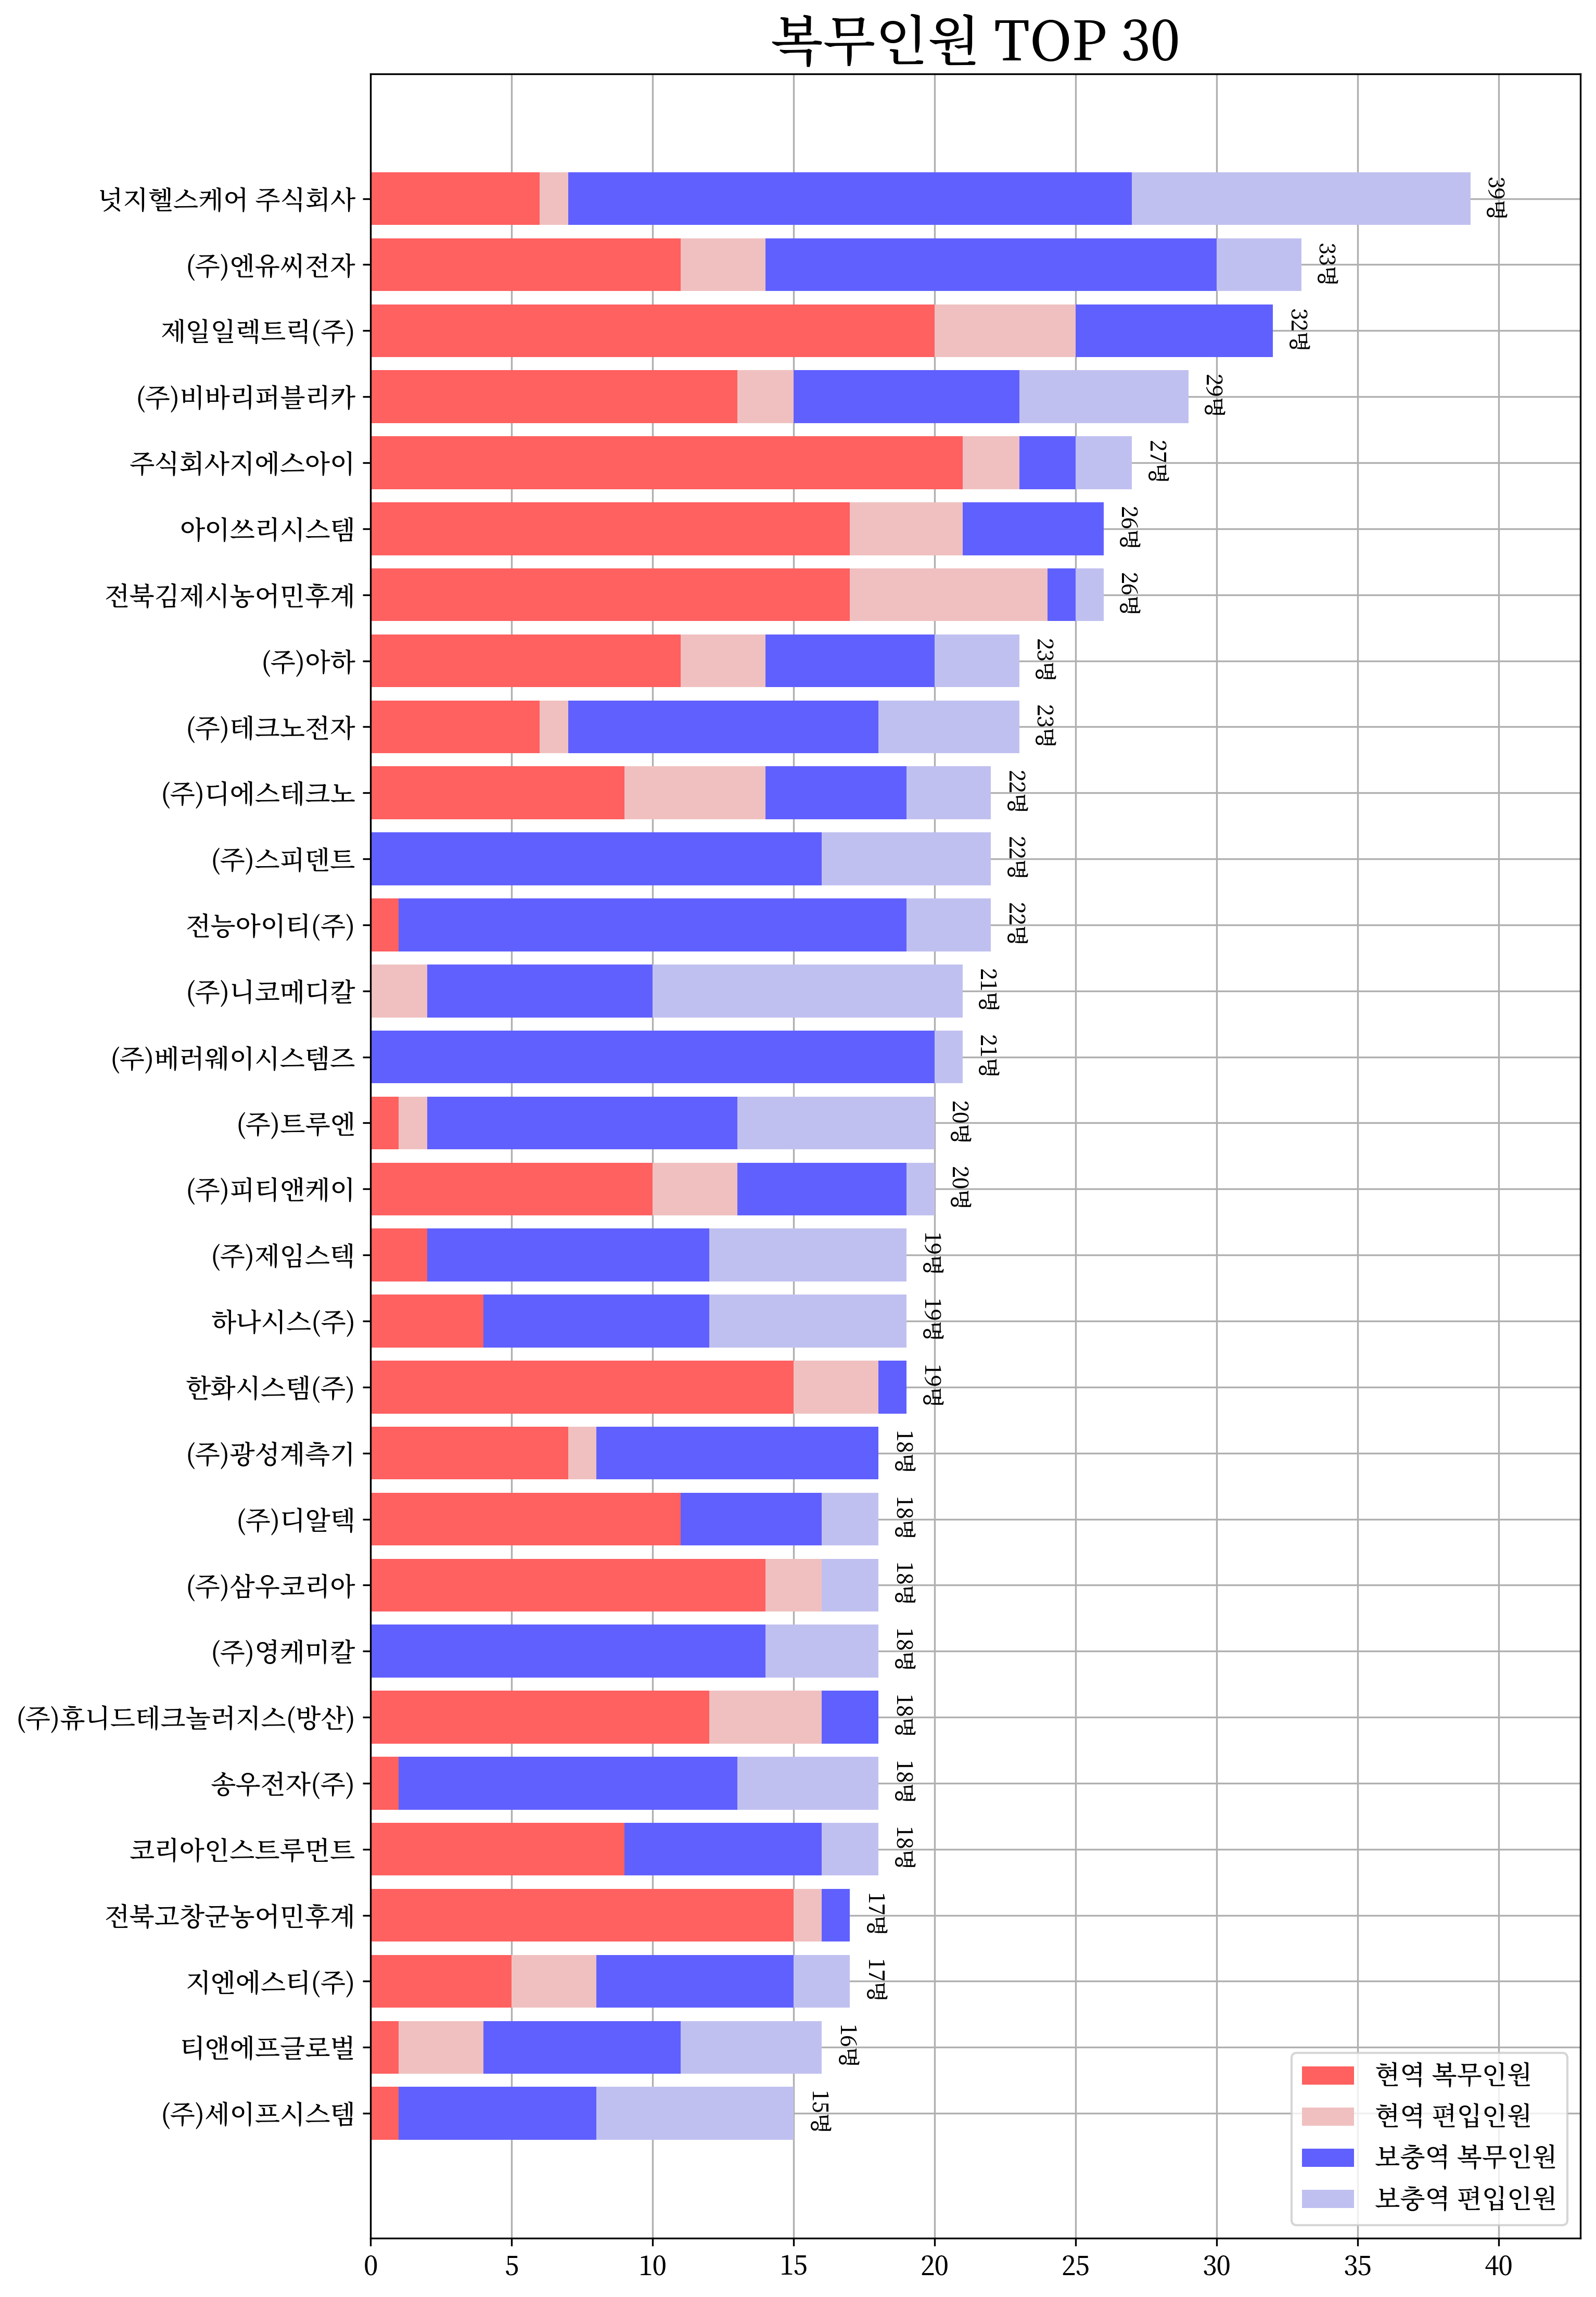 복무인원 TOP 30
넛지헬스케어 주식회사 39명
(주)엔유씨전자 33명
제일일렉트릭(주) 32명
(주)비바리퍼블리카 29명
주식회사지에스아이 27명
아이쓰리시스템 26명
전북김제시농어민후계 26명
(주)아하 23명
(주)테크노전자 23명
(주)디에스테크노 22명
(주)스피덴트 22명
전능아이티(주) 22명
(주)니코메디칼 21명
(주)베러웨이시스템즈 21명
(주)트루엔 20명
(주)피티앤케이 20명
(주)제임스텍 19명
하나시스(주) 19명
한화시스템(주) 19명
(주)광성계측기 18명
(주)디알텍 18명
(주)삼우코리아 18명
(주)영케미칼 18명
(주)휴니드테크놀러지스(방산) 18명
송우전자(주) 18명
코리아인스트루먼트 18명
전북고창군농어민후계 17명
지엔에스티(주) 17명
티앤에프글로벌 16명
(주)세이프시스템 15명
현역 복무인원
현역 편입인원
보충역 복무인원
보충역 편입인원
0 5 10 15 20 25 30 35 40